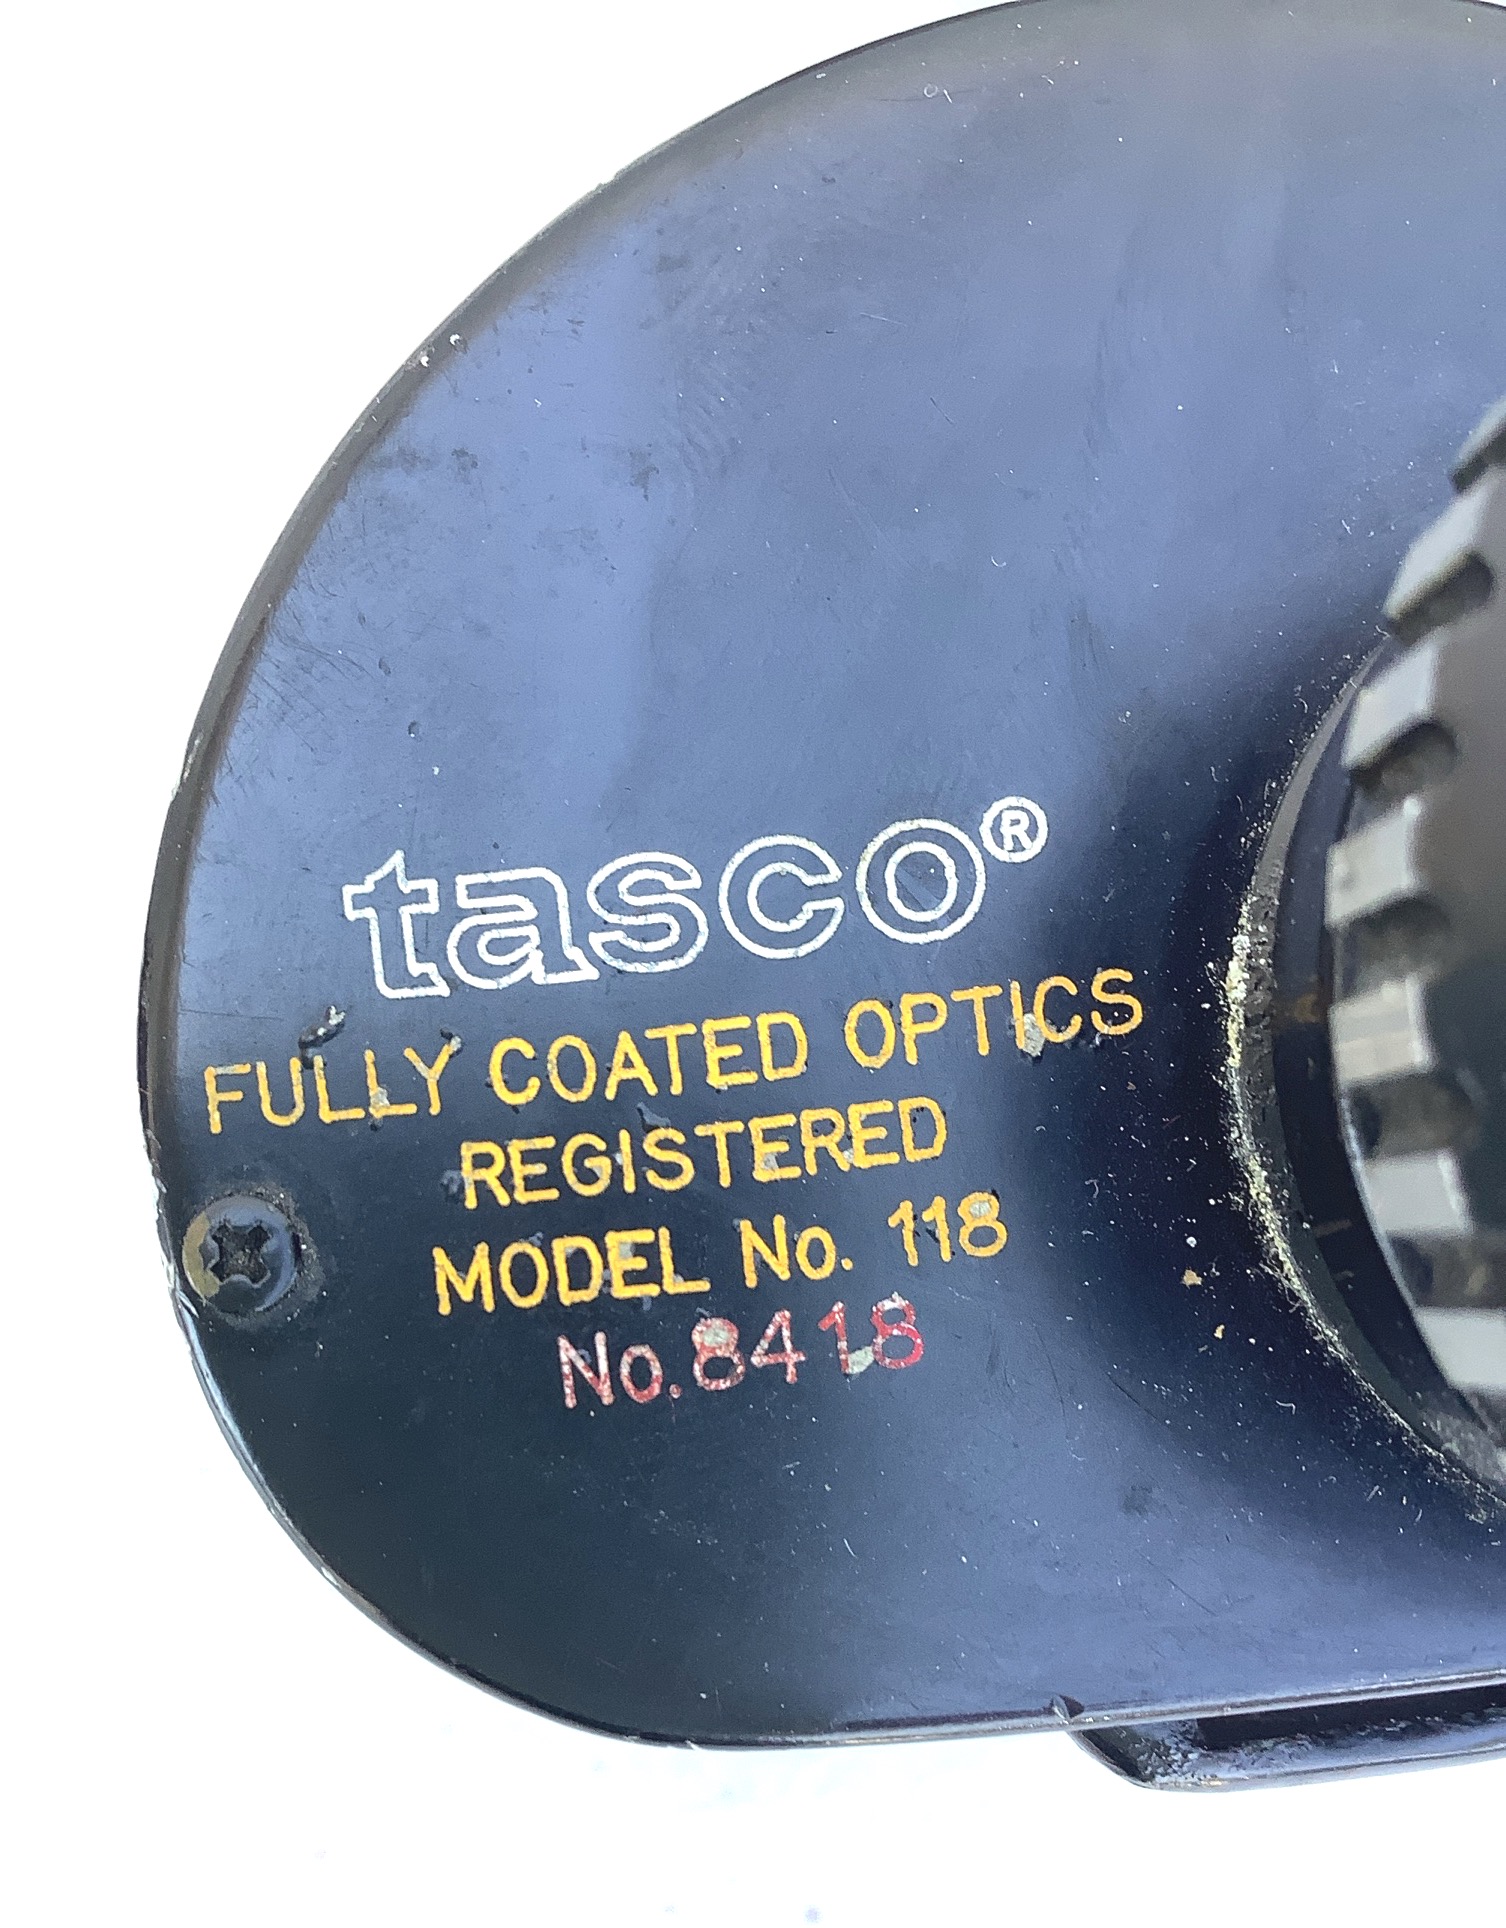 tasco®
FULLY COATED OPTICS
REGISTERED
MODEL No. 118
No. 8418